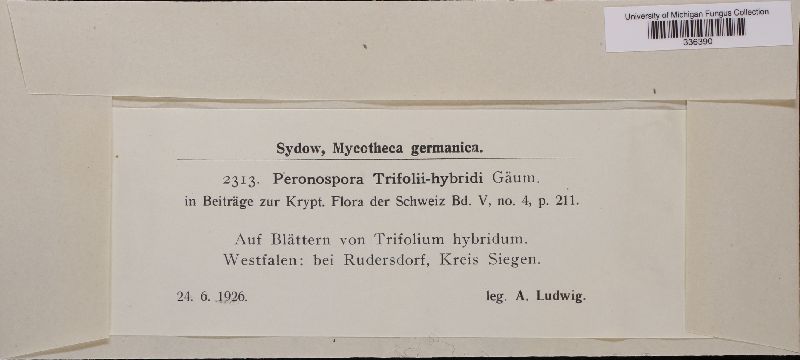 University of Michigan Fungus Collection
336390
Sydow, Mycotheca germanica.
2313. Peronospora Trifolii-hybridi Gäum.
in Beiträge zur Krypt. Flora der Schweiz Bd. V, no. 4, p. 211.
Auf Blättern von Trifolium hybridum.
Westfalen: bei Rudersdorf, Kreis Siegen.
24. 6. 1926. leg. A. Ludwig.